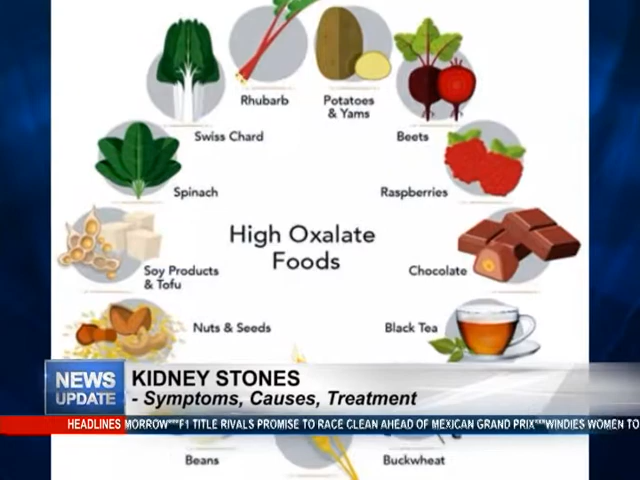 Rhubarb
Potatoes
& Yams
Swiss Chard
Beets
Spinach
Raspberries
High Oxalate
Foods
Soy Products
& Tofu
Chocolate
Nuts & Seeds
Black Tea
NEWS
UPDATE
KIDNEY STONES
- Symptoms, Causes, Treatment
HEADLINES MORROW***F1 TITLE RIVALS PROMISE TO RACE CLEAN AHEAD OF MEXICAN GRAND PRIX***WINDIES WOMEN TO
Beans
Buckwheat